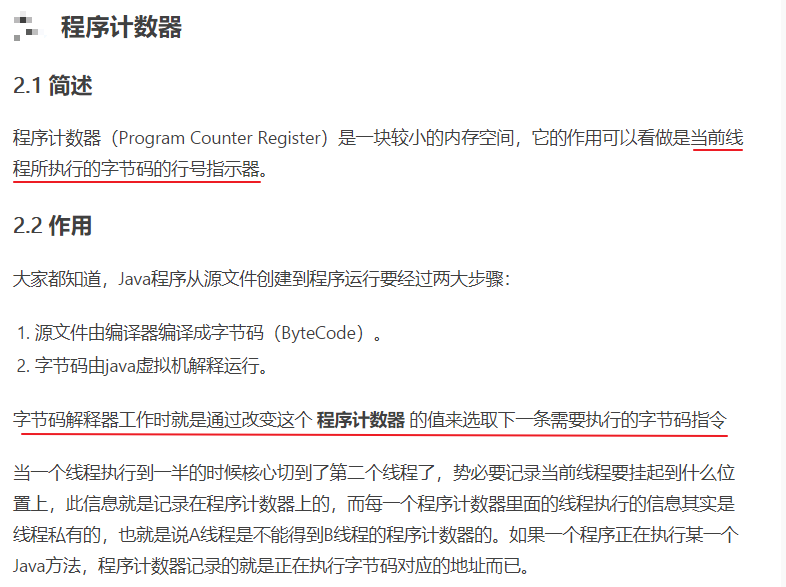 程序计数器
2.1 简述
程序计数器（Program Counter Register）是一块较小的内存空间，它的作用可以看做是当前线
程所执行的字节码的行号指示器。
2.2 作用
大家都知道，Java程序从源文件创建到程序运行要经过两大步骤：
1. 源文件由编译器编译成字节码（ByteCode）。
2. 字节码由java虚拟机解释运行。
字节码解释器工作时就是通过改变这个 程序计数器 的值来选取下一条需要执行的字节码指令
当一个线程执行到一半的时候核心切到了第二个线程了，势必要记录当前线程要挂起到什么位
置上，此信息就是记录在程序计数器上的，而每一个程序计数器里面的线程执行的信息其实是
线程私有的，也就是说A线程是不能得到B线程的程序计数器的。如果一个程序正在执行某一个
Java方法，程序计数器记录的就是正在执行字节码对应的地址而已。